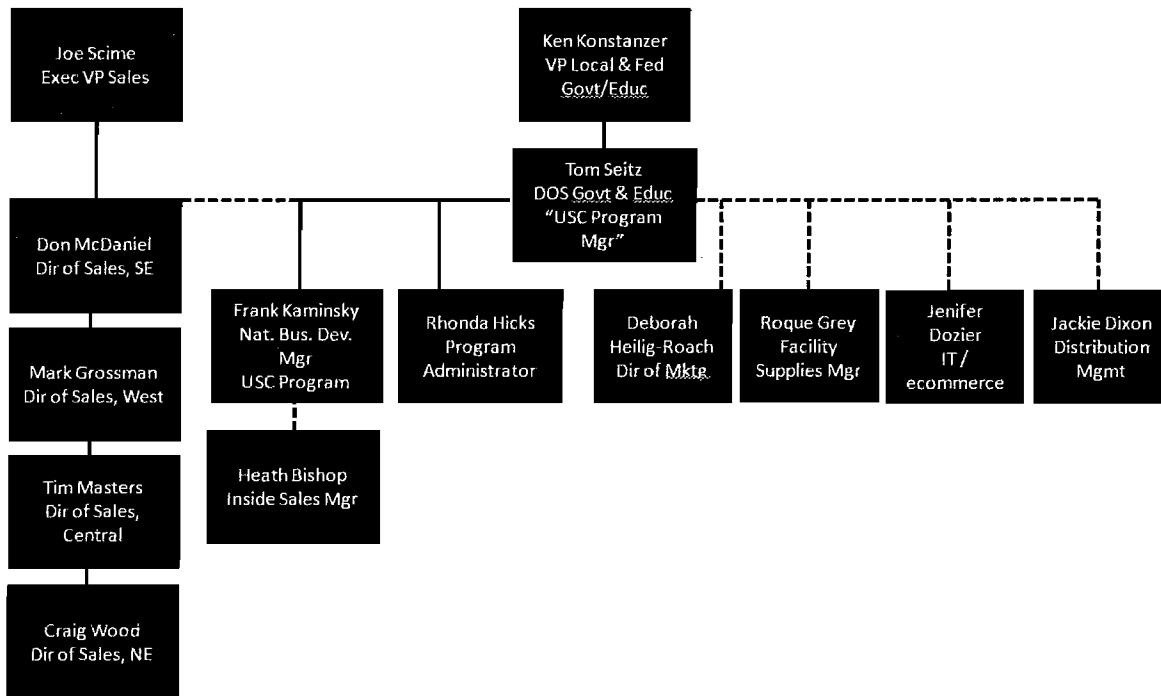 Joe Scime
Exec VP Sales
Ken Konstanzer
VP Local & Fed
Govt/Educ
Tom Seitz
DOS Govt & Educ
“USC Program
Mgr”
Don McDaniel
Dir of Sales, SE
Mark Grossman
Dir of Sales, West
Tim Masters
Dir of Sales,
Central
Craig Wood
Dir of Sales, NE
Frank Kaminsky
Nat. Bus. Dev.
Mgr
USC Program
Heath Bishop
Inside Sales Mgr
Rhonda Hicks
Program
Administrator
Deborah
Heilig-Roach
Dir of Mktg
Roque Grey
Facility
Supplies Mgr
Jenifer
Dozier
IT /
ecommerce
Jackie Dixon
Distribution
Mgmt